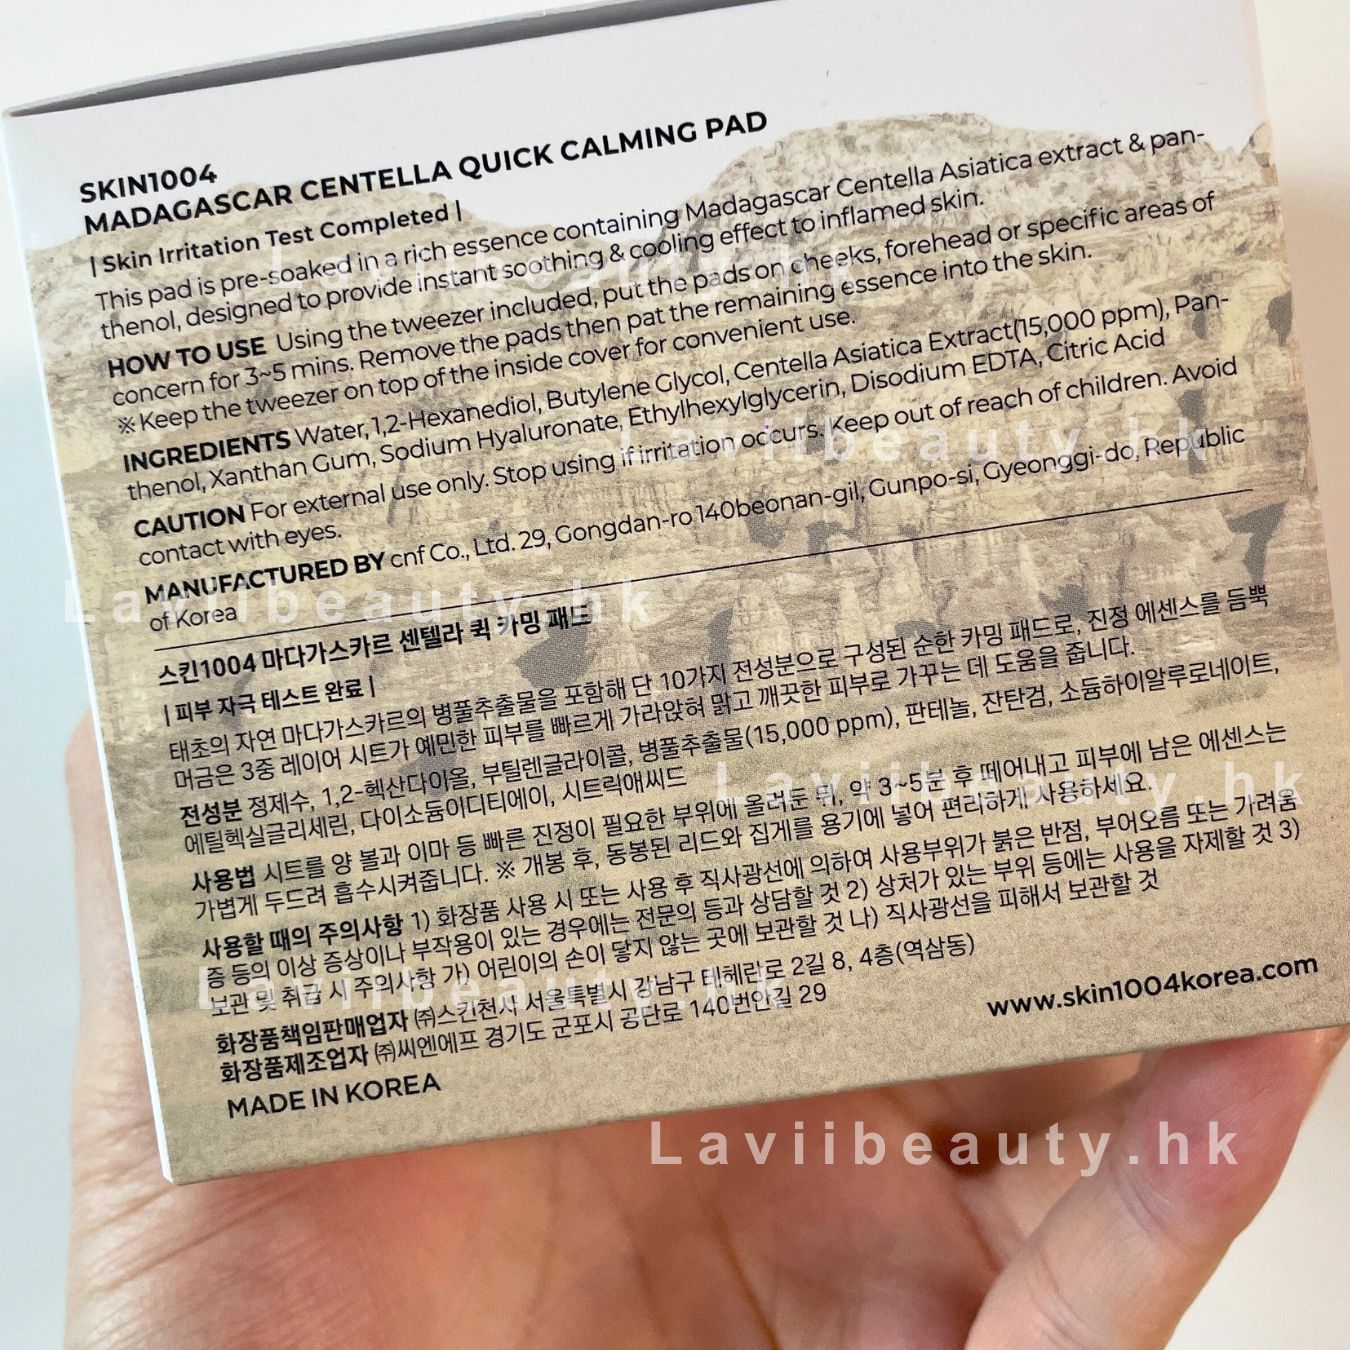 SKIN1004
MADAGASCAR CENTELLA QUICK CALMING PAD
| Skin Irritation Test Completed |
This pad is pre-soaked in a rich essence containing Madagascar Centella Asiatica extract & pan-
thenol, designed to provide instant soothing & cooling effect to inflamed skin.
HOW TO USE Using the tweezer included, put the pads on cheeks, forehead or specific areas of
concern for 3~5 mins. Remove the pads then pat the remaining essence into the skin.
※ Keep the tweezer on top of the inside cover for convenient use.
INGREDIENTS Water, 1,2-Hexanediol, Butylene Glycol, Centella Asiatica Extract(15,000 ppm), Pan-
thenol, Xanthan Gum, Sodium Hyaluronate, Ethylhexylglycerin, Disodium EDTA, Citric Acid
CAUTION For external use only. Stop using if irritation occurs. Keep out of reach of children. Avoid
contact with eyes.
MANUFACTURED BY cnf Co., Ltd. 29, Gongdan-ro 140beonan-gil, Gunpo-si, Gyeonggi-do, Republic
of Korea
스킨1004 마다가스카르 센텔라 퀵 카밍 패드
| 피부 자극 테스트 완료 |
태초의 자연 마다가스카르의 병풀추출물을 포함해 단 10가지 전성분으로 구성된 순한 카밍 패드로, 진정 에센스를 듬뿍
머금은 3중 레이어 시트가 예민한 피부를 빠르게 가라앉혀 맑고 깨끗한 피부로 가꾸는 데 도움을 줍니다.
전성분 정제수, 1,2-헥산다이올, 부틸렌글라이콜, 병풀추출물(15,000 ppm), 판테놀, 잔탄검, 소듐하이알루로네이트,
에틸헥실글리세린, 다이소듐이디티에이, 시트릭애씨드
사용법 시트를 양 볼과 이마 등 빠른 진정이 필요한 부위에 올려둔 뒤, 약 3~5분 후 떼어내고 피부에 남은 에센스는
가볍게 두드려 흡수시켜줍니다. ※ 개봉 후, 동봉된 리드와 집게를 용기에 넣어 편리하게 사용하세요.
사용할 때의 주의사항 1) 화장품 사용 시 또는 사용 후 직사광선에 의하여 사용부위가 붉은 반점, 부어오름 또는 가려움
증 등의 이상 증상이나 부작용이 있는 경우에는 전문의 등과 상담할 것 2) 상처가 있는 부위 등에는 사용을 자제할 것 3)
보관 및 취급 시 주의사항 가) 어린이의 손이 닿지 않는 곳에 보관할 것 나) 직사광선을 피해서 보관할 것
화장품책임판매업자 ㈜스킨천사 서울특별시 강남구 테헤란로 2길 8, 4층(역삼동)
화장품제조업자 ㈜씨엔에프 경기도 군포시 공단로 140번안길 29
MADE IN KOREA
www.skin1004korea.com
Laviibeauty.hk
Laviibeauty.hk
Laviibeauty.hk
Laviibeauty.hk
Laviibeauty.hk
Laviibeauty.hk